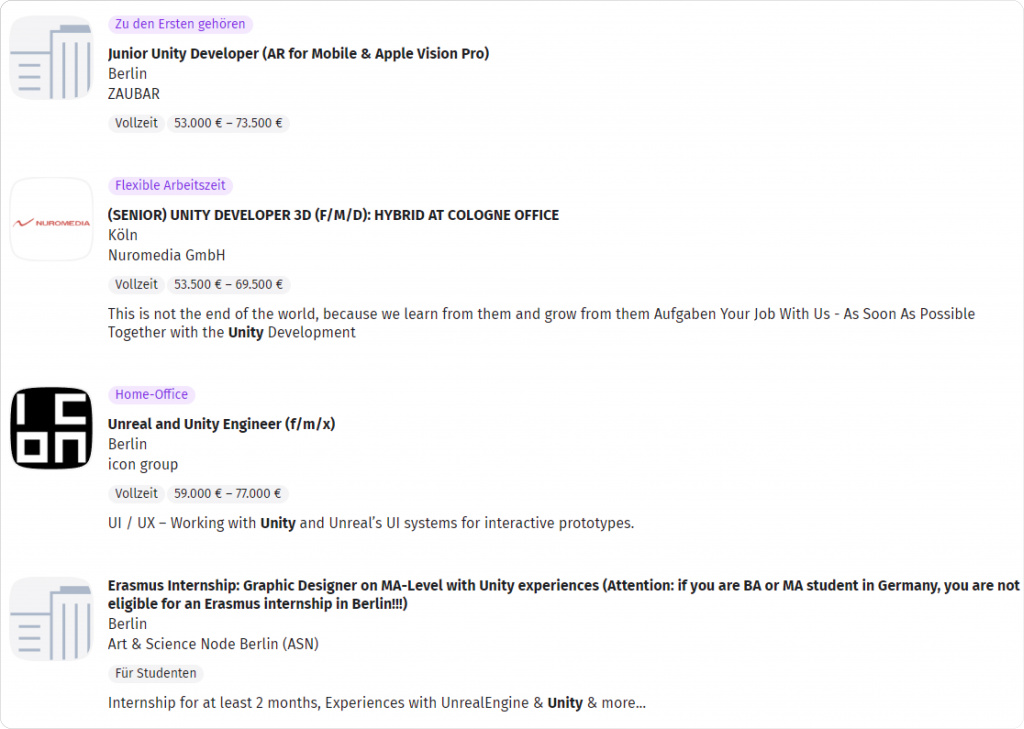 Zu den Ersten gehören
Junior Unity Developer (AR for Mobile & Apple Vision Pro)
Berlin
ZAUBAR
Vollzeit 53.000 € – 73.500 €
Flexible Arbeitszeit
NUROMEDIA
(SENIOR) UNITY DEVELOPER 3D (F/M/D): HYBRID AT COLOGNE OFFICE
Köln
Nuromedia GmbH
Vollzeit 53.500 € – 69.500 €
This is not the end of the world, because we learn from them and grow from them Aufgaben Your Job With Us - As Soon As Possible
Together with the Unity Development
Home-Office
IC
on
Unreal and Unity Engineer (f/m/x)
Berlin
icon group
Vollzeit 59.000 € – 77.000 €
UI / UX – Working with Unity and Unreal’s UI systems for interactive prototypes.
Erasmus Internship: Graphic Designer on MA-Level with Unity experiences (Attention: if you are BA or MA student in Germany, you are not
eligible for an Erasmus internship in Berlin!!!)
Berlin
Art & Science Node Berlin (ASN)
Für Studenten
Internship for at least 2 months, Experiences with UnrealEngine & Unity & more...